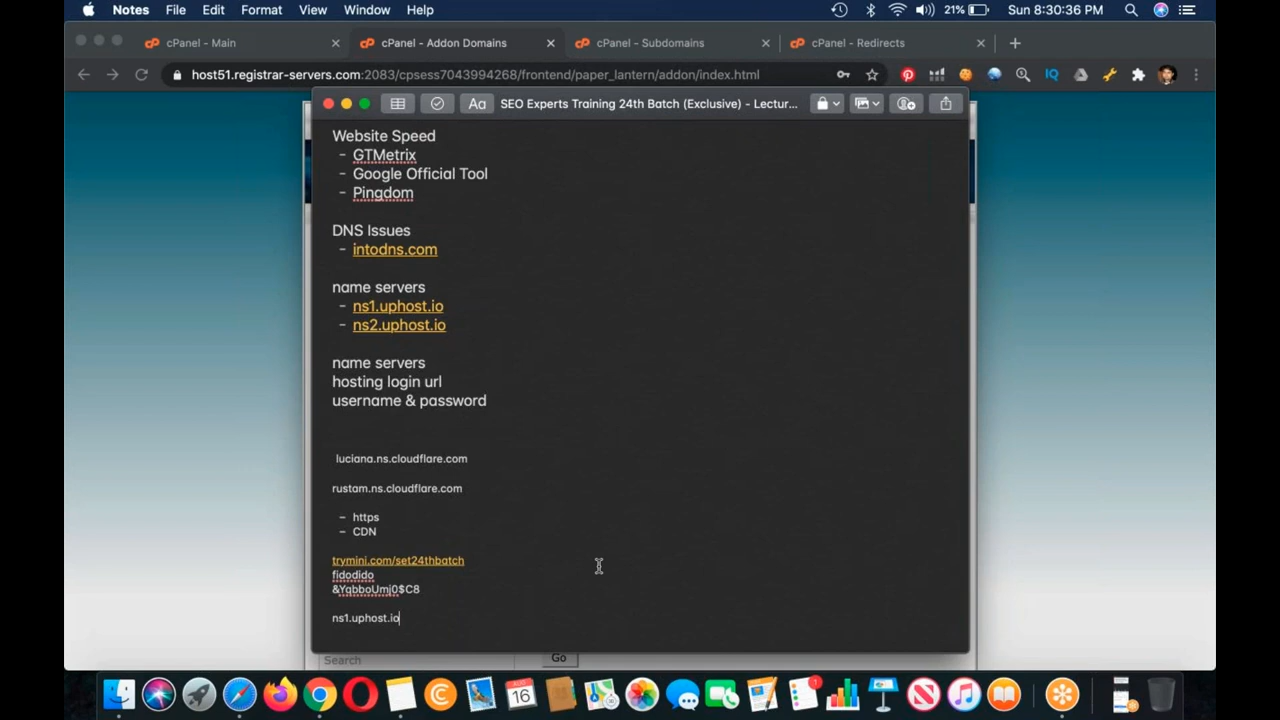 Notes File Edit Format View Window Help 21% Sun 8:30:36 PM
cPanel - Main cPanel - Addon Domains cPanel - Subdomains cPanel - Redirects
host51.registrar-servers.com:2083/cpsess7043994268/frontend/paper_lantern/addon/index.html
Aa SEO Experts Training 24th Batch (Exclusive) - Lectur...
Website Speed
- GTMetrix
- Google Official Tool
- Pingdom
DNS Issues
- intodns.com
name servers
- ns1.uphost.io
- ns2.uphost.io
name servers
hosting login url
username & password
luciana.ns.cloudflare.com
rustam.ns.cloudflare.com
- https
- CDN
trymini.com/set24thbatch
fidodido
&YqbboUmj0$C8
ns1.uphost.io
Search Go
16